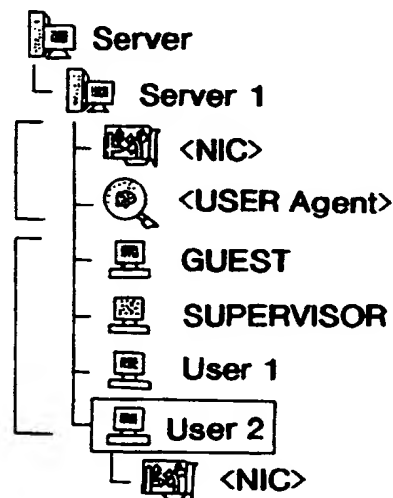 Server
Server 1
<NIC>
<USER Agent>
GUEST
SUPERVISOR
User 1
User 2
<NIC>